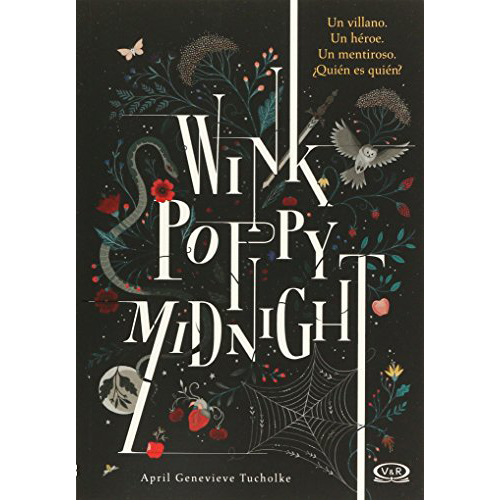 Un villano.
Un héroe.
Un mentiroso.
¿Quién es quién?
WINK
POPPY
MIDNIGHT
April Genevieve Tucholke
V&R